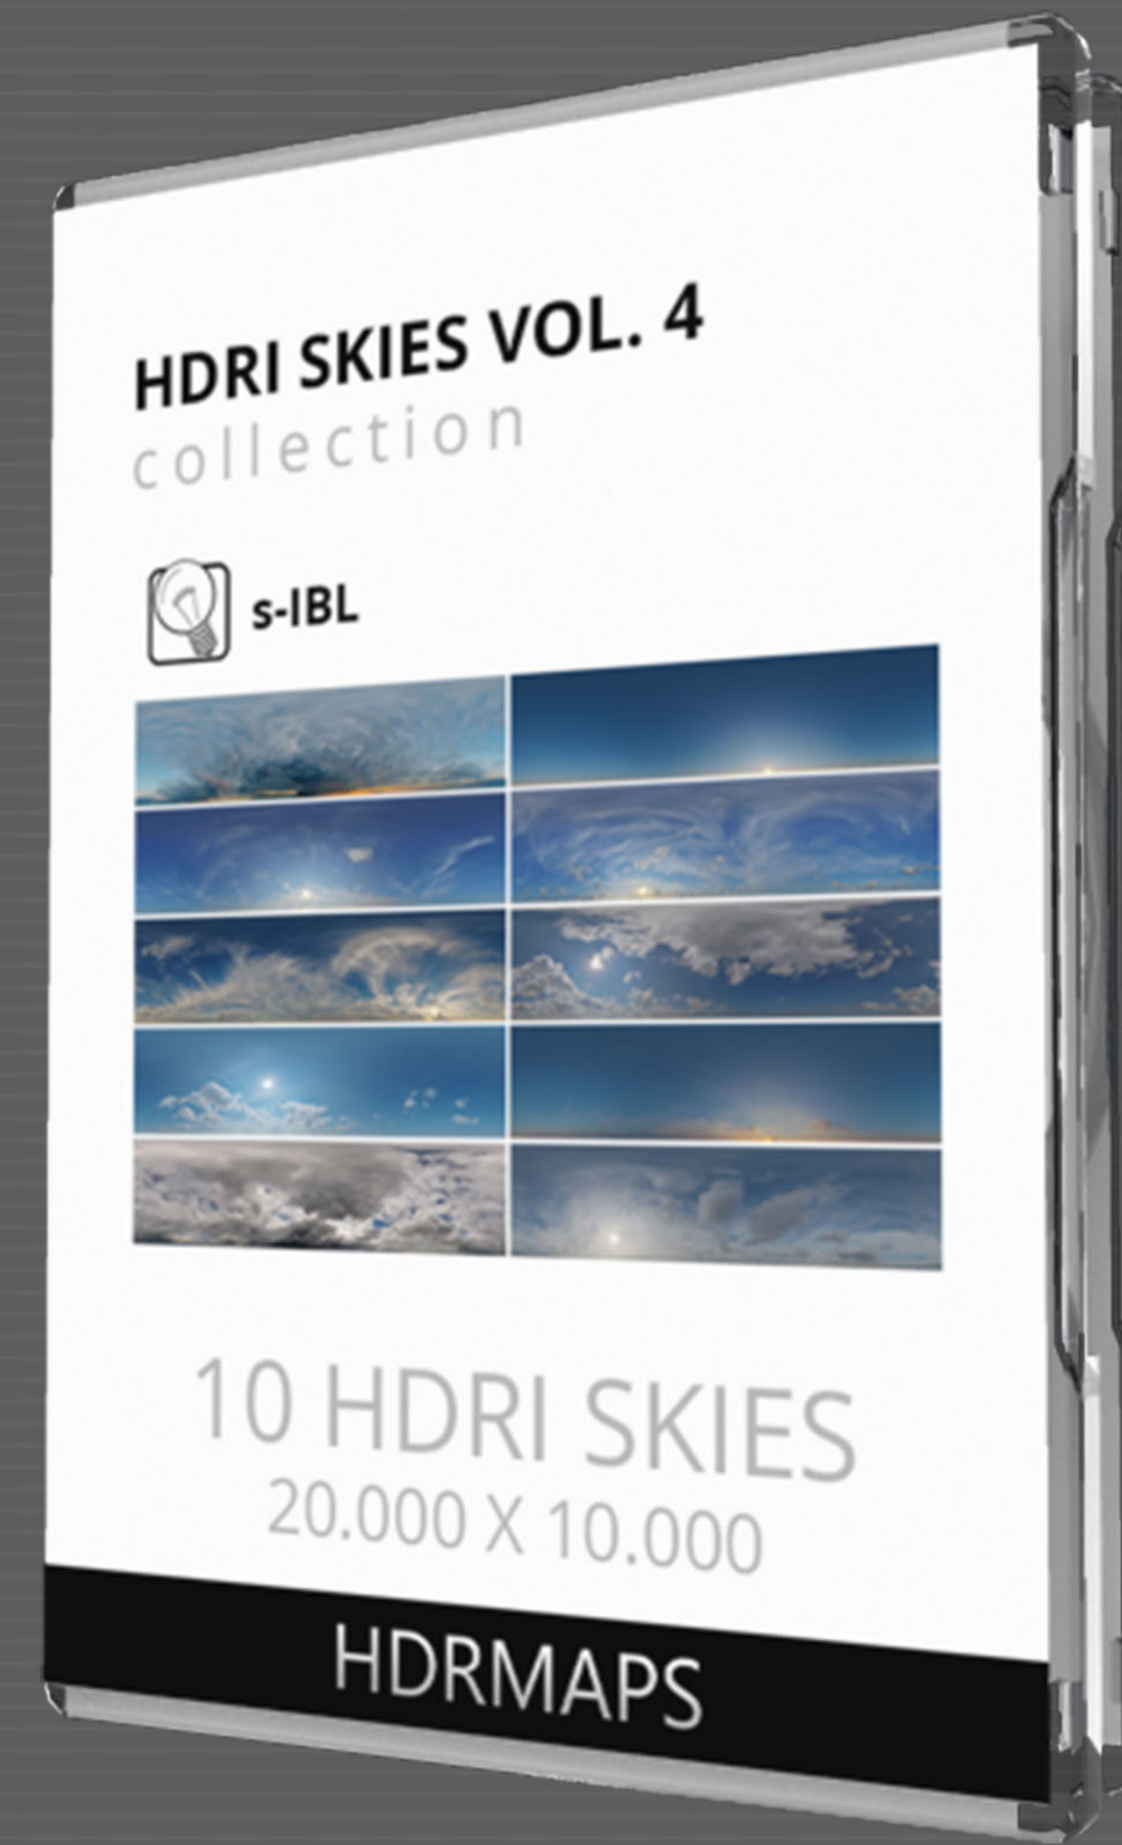 HDRI SKIES VOL. 4
collection
s-IBL
10 HDRI SKIES
20.000 X 10.000
HDRMAPS